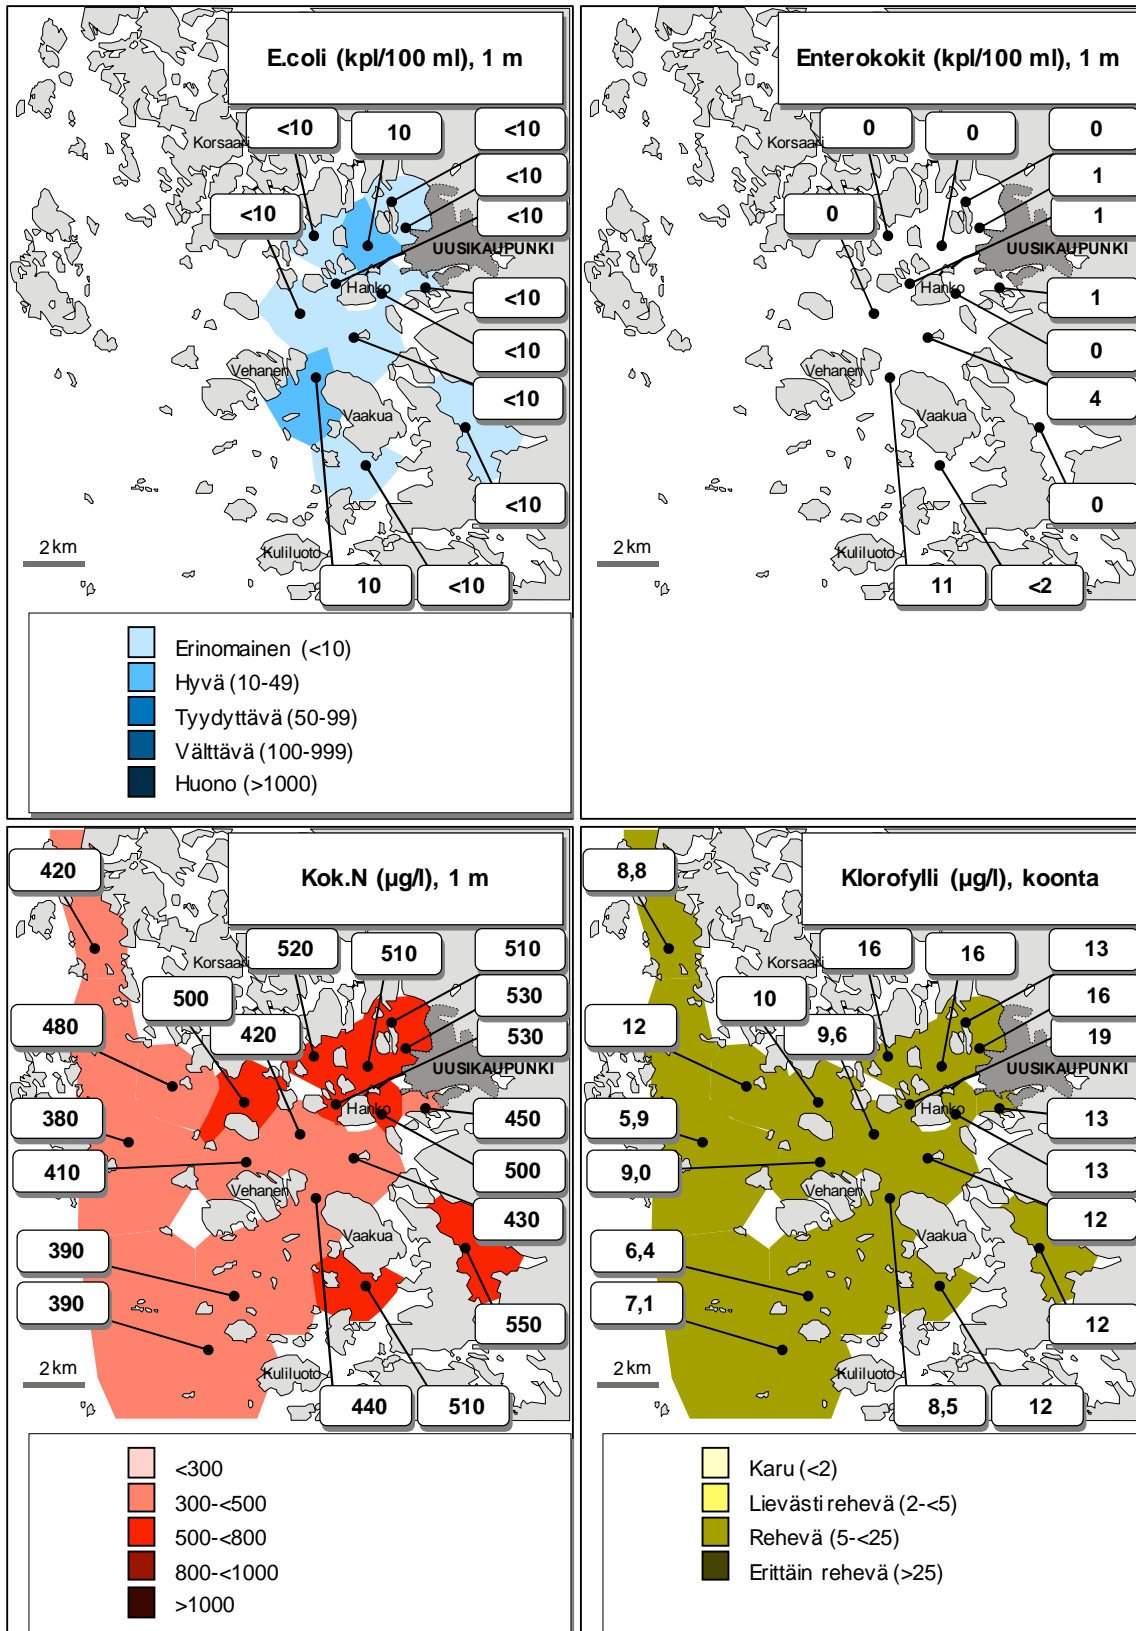 E.coli (kpl/100 ml), 1 m
<10
10
<10
Korsaari
<10
<10
<10
UUSIKAUPUNKI
Hanko
<10
<10
Vehanen
<10
Vaakua
<10
2 km
Kuliluoto
10
<10
Erinomainen (<10)
Hyvä (10-49)
Tyydyttävä (50-99)
Välttävä (100-999)
Huono (>1000)
Enterokokit (kpl/100 ml), 1 m
0
0
0
Korsaari
1
0
1
UUSIKAUPUNKI
Hanko
1
0
Vehanen
4
Vaakua
0
2 km
Kuliluoto
11
<2
Kok.N (µg/l), 1 m
420
520
510
510
Korsaari
500
530
480
420
530
UUSIKAUPUNKI
Hanko
380
450
410
500
Vehanen
430
Vaakua
390
390
550
2 km
Kuliluoto
440
510
<300
300-<500
500-<800
800-<1000
>1000
Klorofylli (µg/l), koonta
8,8
16
16
13
Korsaari
10
16
12
9,6
19
UUSIKAUPUNKI
Hanko
5,9
13
9,0
13
Vehanen
12
Vaakua
6,4
7,1
12
2 km
Kuliluoto
8,5
12
Karu (<2)
Lievästi rehevä (2-<5)
Rehevä (5-<25)
Erittäin rehevä (>25)